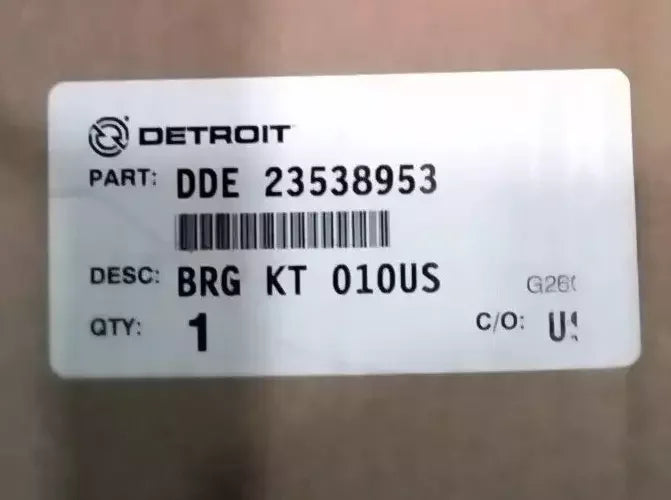 DETROIT
PART: DDE 23538953
DESC: BRG KT 010US
QTY: 1
C/O: